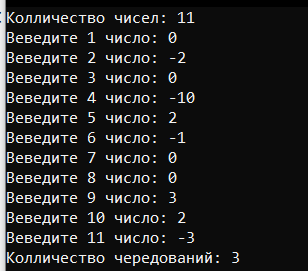 Колличество чисел: 11
Веведите 1 число: 0
Веведите 2 число: -2
Веведите 3 число: 0
Веведите 4 число: -10
Веведите 5 число: 2
Веведите 6 число: -1
Веведите 7 число: 0
Веведите 8 число: 0
Веведите 9 число: 3
Веведите 10 число: 2
Веведите 11 число: -3
Колличество чередований: 3